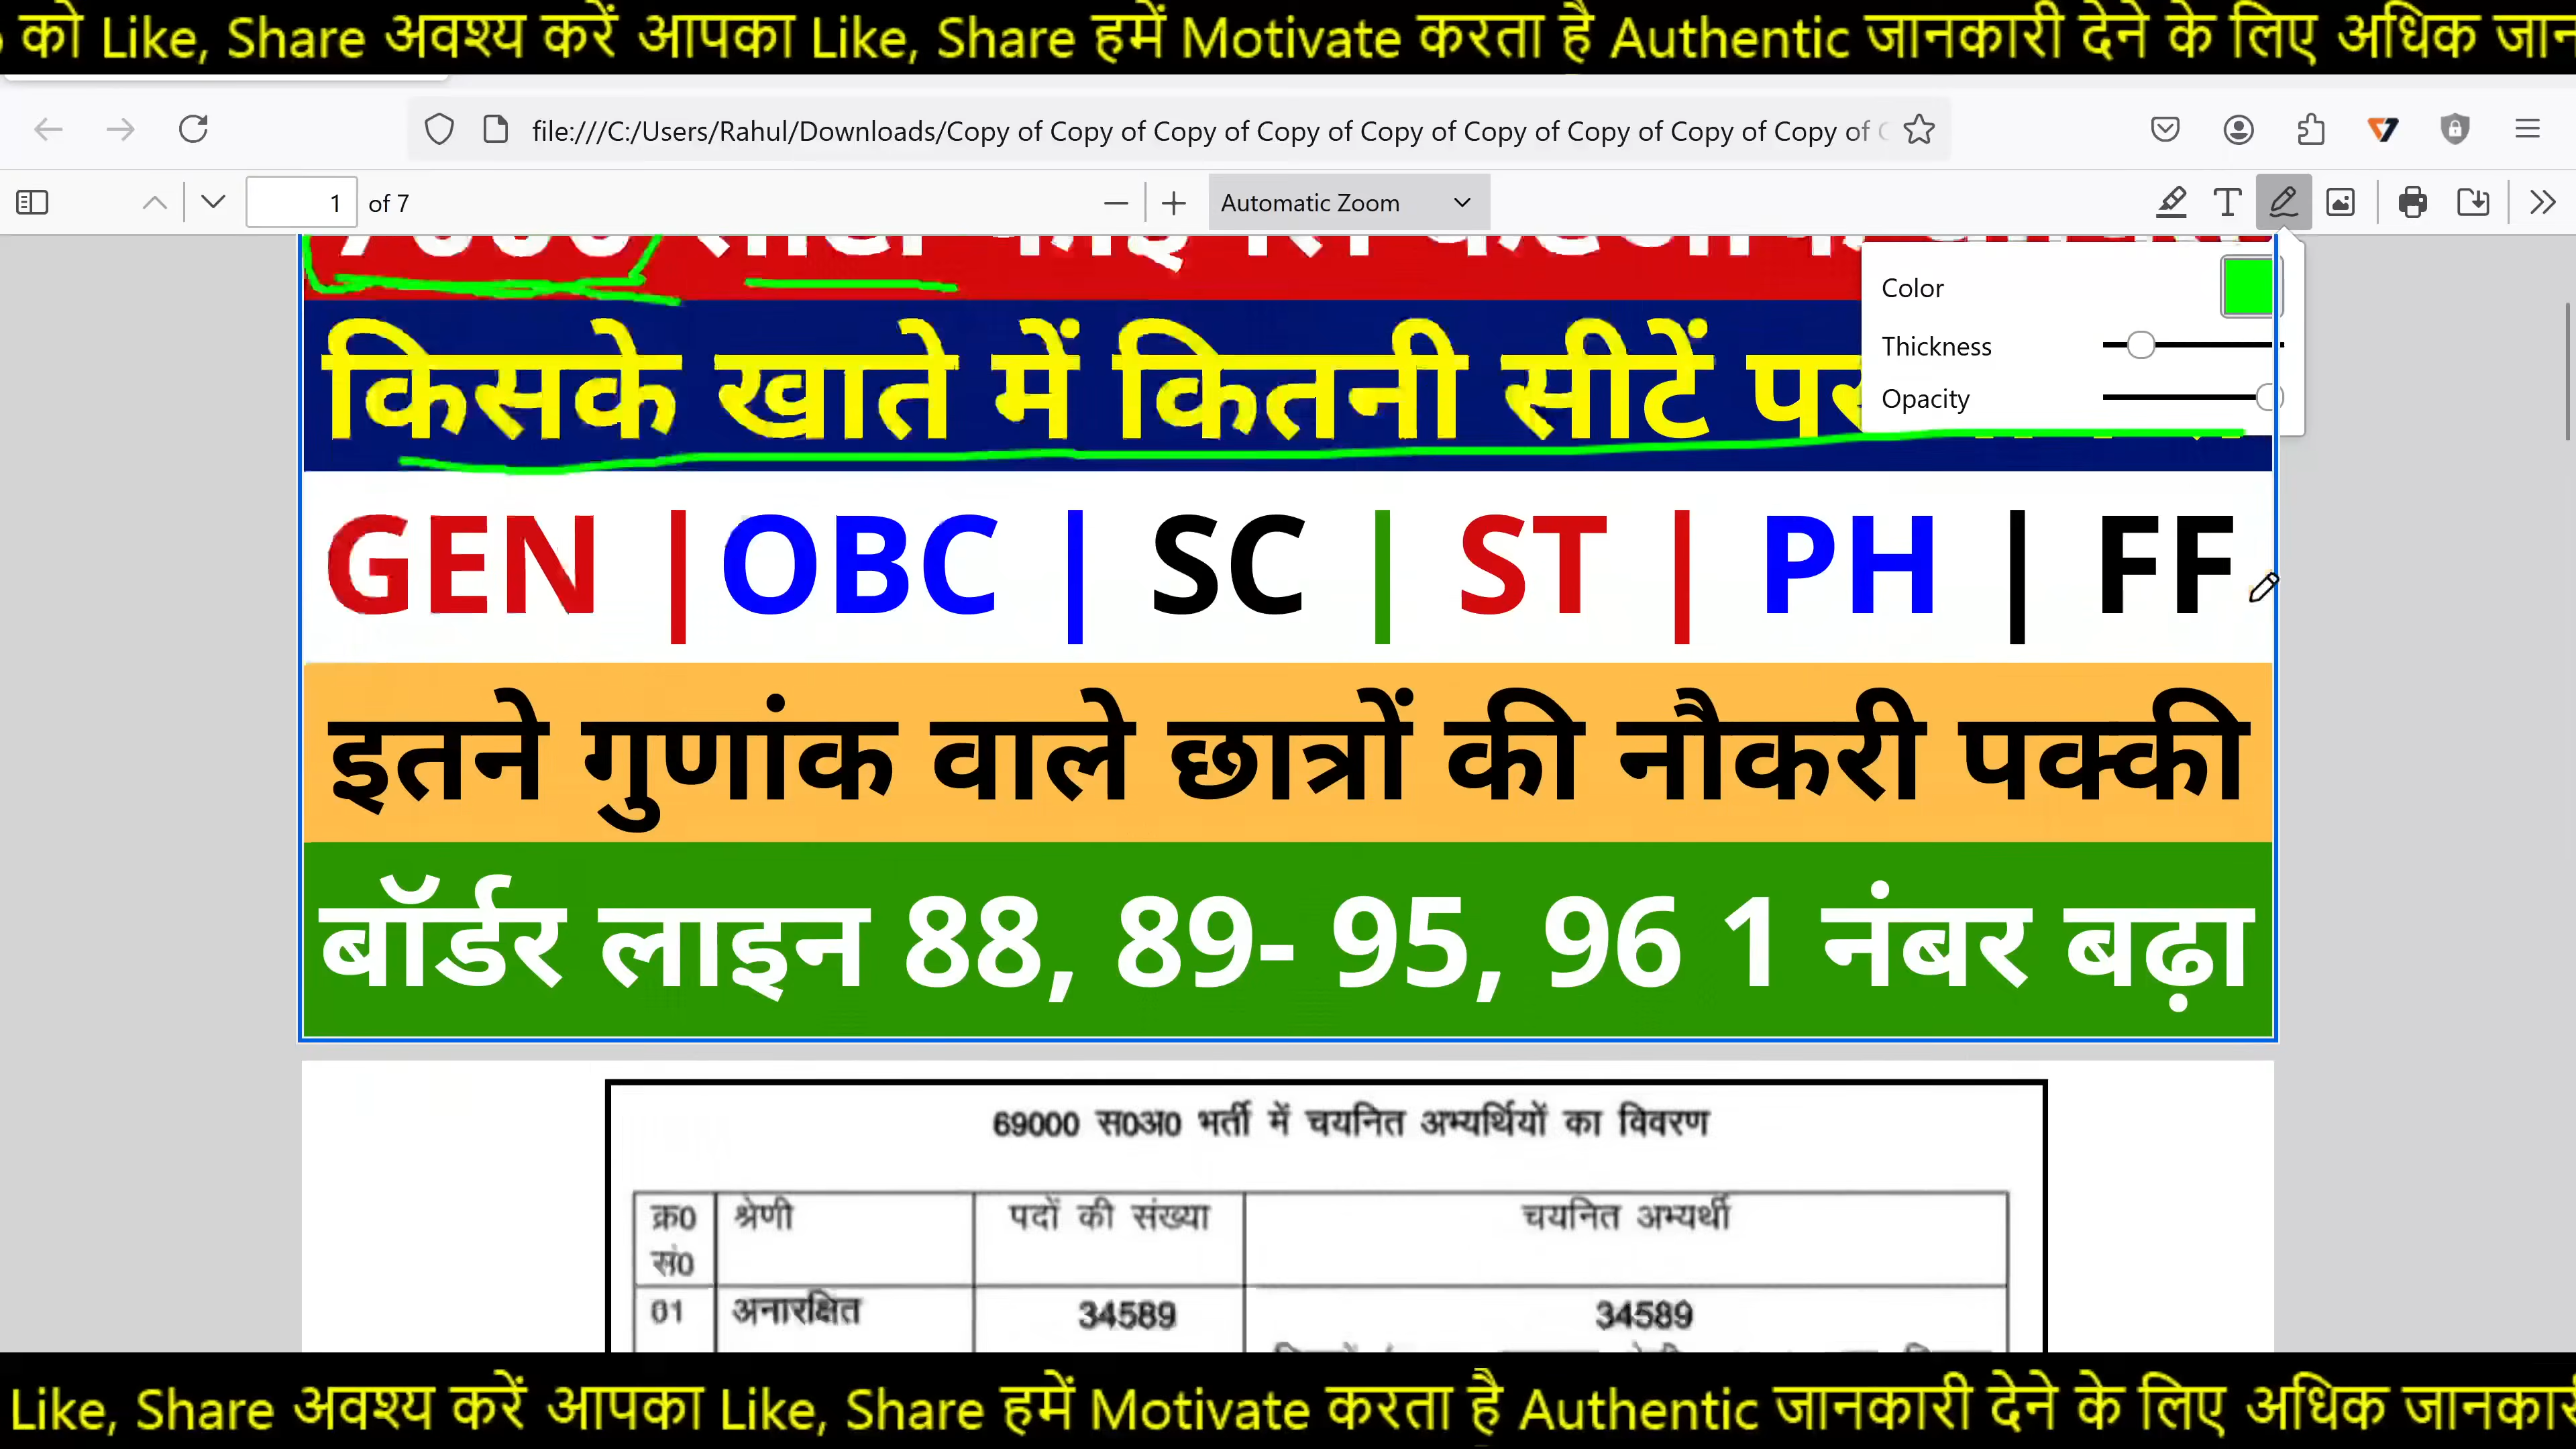 को Like, Share अवश्य करें आपका Like, Share हमें Motivate करता है Authentic जानकारी देने के लिए अधिक
file:///C:/Users/Rahul/Downloads/Copy of Copy of Copy of Copy of Copy of Copy of Copy of Copy of Copy of
1 of 7
Automatic Zoom
Color
Thickness
Opacity
किसके खाते में कितनी सीटें
GEN | OBC | SC | ST | PH | FF
इतने गुणांक वाले छात्रों की नौकरी पक्की
बॉर्डर लाइन 88, 89- 95, 96 1 नंबर बढ़ा
69000 स0अ0 भर्ती में चयनित अभ्यर्थियों का विवरण
क्र0 सं0 श्रेणी पदों की संख्या चयनित अभ्यर्थी
01 अनारक्षित 34589 34589
Like, Share अवश्य करें आपका Like, Share हमें Motivate करता है Authentic जानकारी देने के लिए अधिक